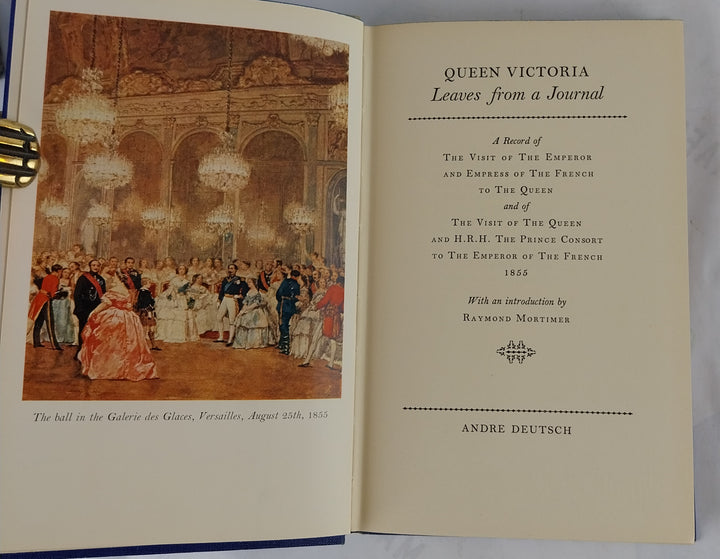 The ball in the Galerie des Glaces, Versailles, August 25th, 1855
QUEEN VICTORIA
Leaves from a Journal
A Record of
THE VISIT OF THE EMPEROR
AND EMPRESS OF THE FRENCH
TO THE QUEEN
and of
THE VISIT OF THE QUEEN
AND H.R.H. THE PRINCE CONSORT
TO THE EMPEROR OF THE FRENCH
1855
With an introduction by
RAYMOND MORTIMER
ANDRE DEUTSCH